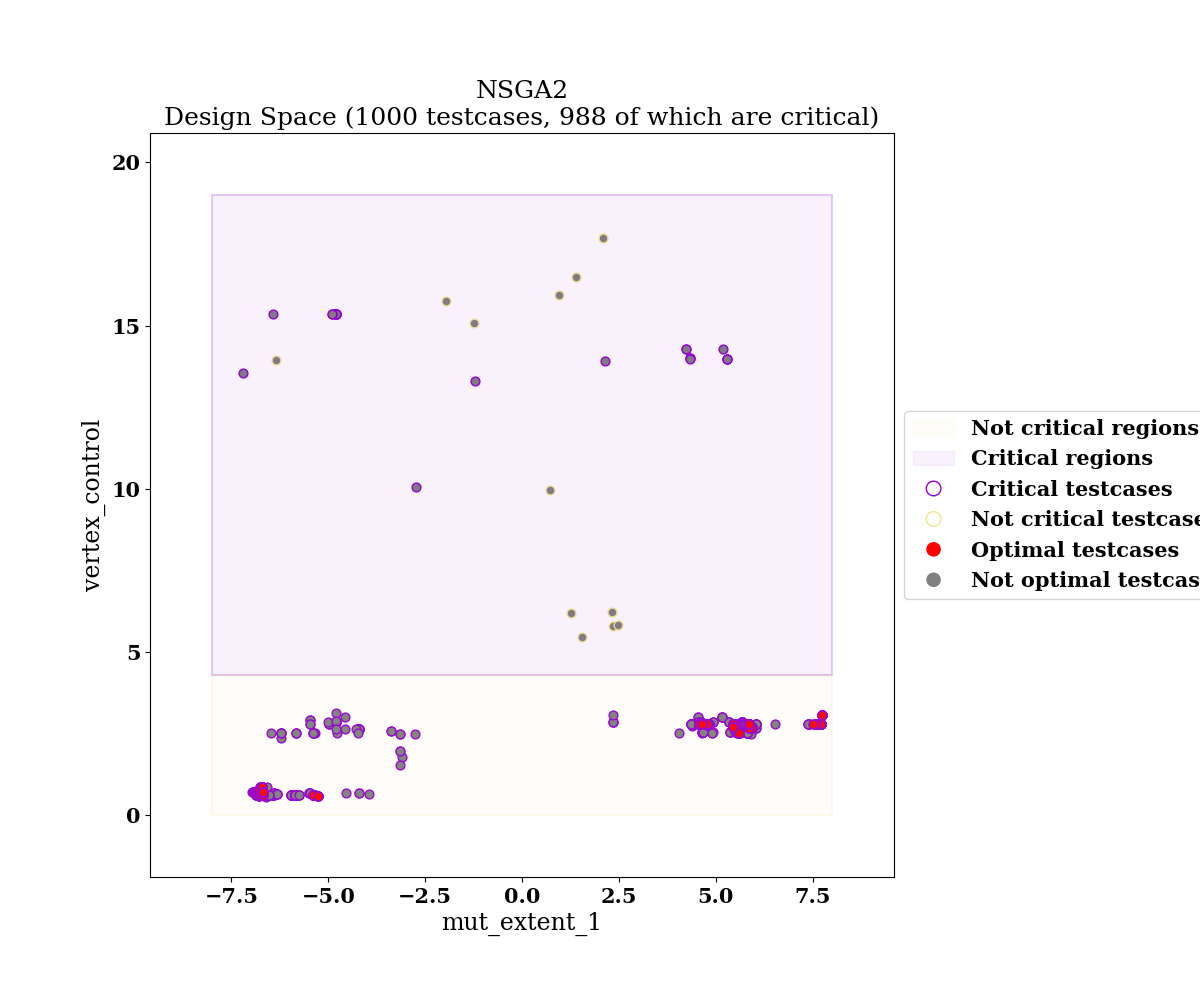 NSGA2
Design Space (1000 testcases, 988 of which are critical)
20
15
10
5
0
vertex_control
−7.5 −5.0 −2.5 0.0 2.5 5.0 7.5
mut_extent_1
Not critical regions
Critical regions
Critical testcases
Not critical testcase
Optimal testcases
Not optimal testcas